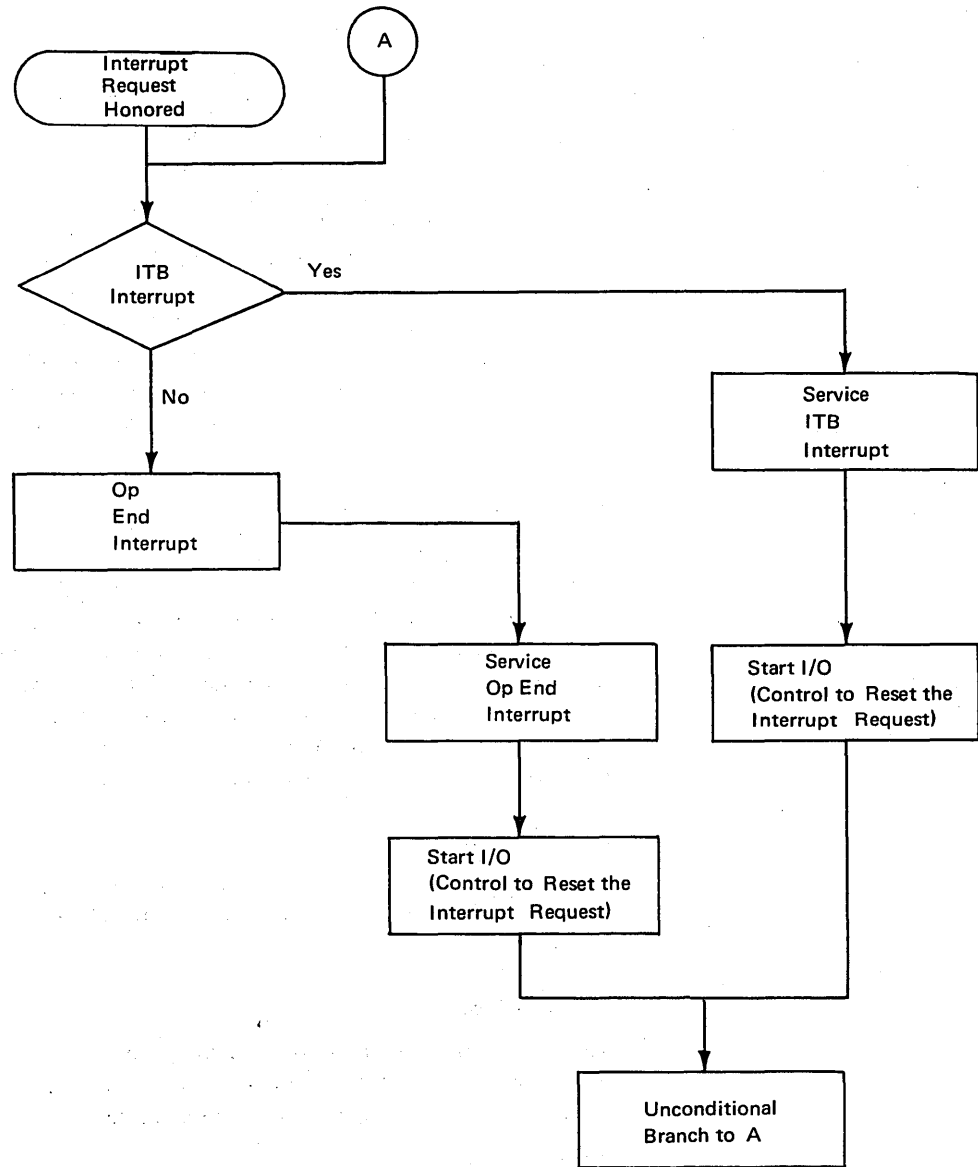 A
Interrupt
Request
Honored
ITB
Interrupt
Yes
No
Service
ITB
Interrupt
Op
End
Interrupt
Service
Op End
Interrupt
Start I/O
(Control to Reset the
Interrupt Request)
Start I/O
(Control to Reset the
Interrupt Request)
Unconditional
Branch to A